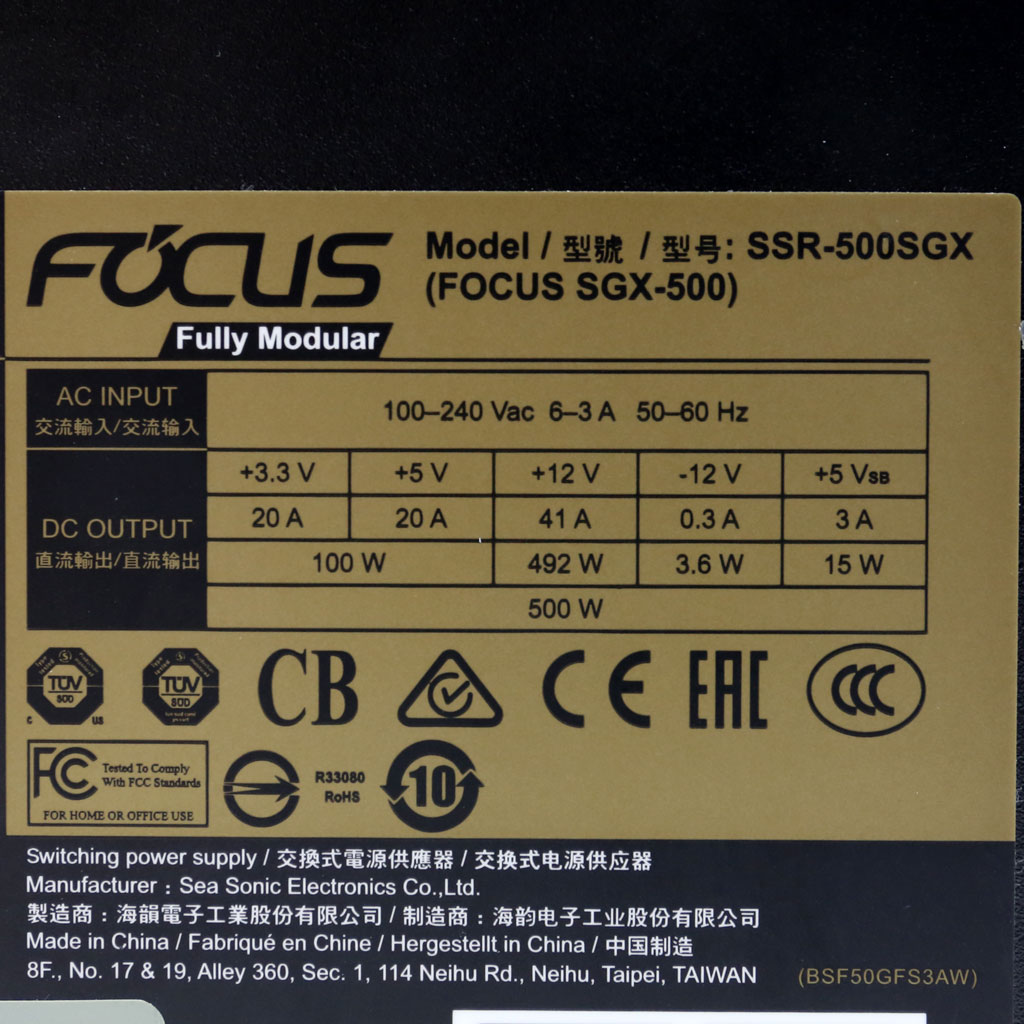 FOCUS
Fully Modular
Model / 型號 / 型号: SSR-500SGX
(FOCUS SGX-500)
AC INPUT
交流輸入/交流输入
100–240 Vac 6–3 A 50–60 Hz
DC OUTPUT
直流輸出/直流输出
+3.3 V +5 V +12 V -12 V +5 VSB
20 A 20 A 41 A 0.3 A 3 A
100 W 492 W 3.6 W 15 W
500 W
TÜV
SÜD
C US
TÜV
SÜD
CB
CE
EAC
CCC
FC
Tested To Comply
With FCC Standards
FOR HOME OR OFFICE USE
R33080
RoHS
10
Switching power supply / 交換式電源供應器 / 交换式电源供应器
Manufacturer : Sea Sonic Electronics Co.,Ltd.
製造商 : 海韻電子工業股份有限公司 / 制造商 : 海韵电子工业股份有限公司
Made in China / Fabriqué en Chine / Hergestellt in China / 中国制造
8F., No. 17 & 19, Alley 360, Sec. 1, 114 Neihu Rd., Neihu, Taipei, TAIWAN
(BSF50GFS3AW)